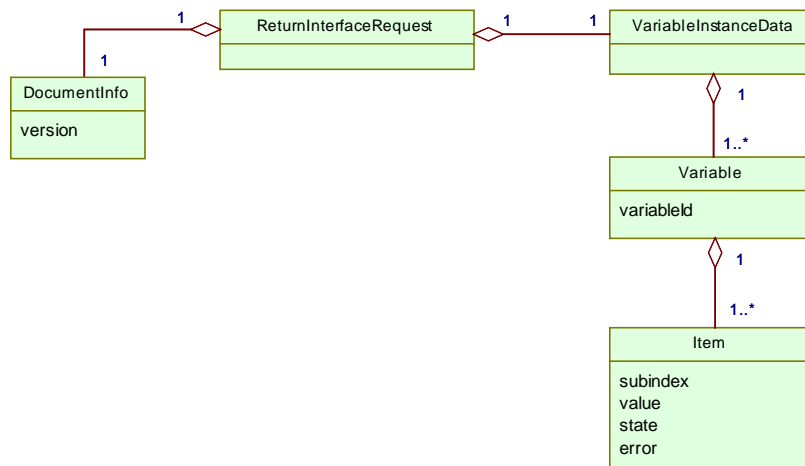 1
ReturnInterfaceRequest
1
1
VariableInstanceData
1
DocumentInfo
version
1
1..*
Variable
variableId
1
1..*
Item
subindex
value
state
error